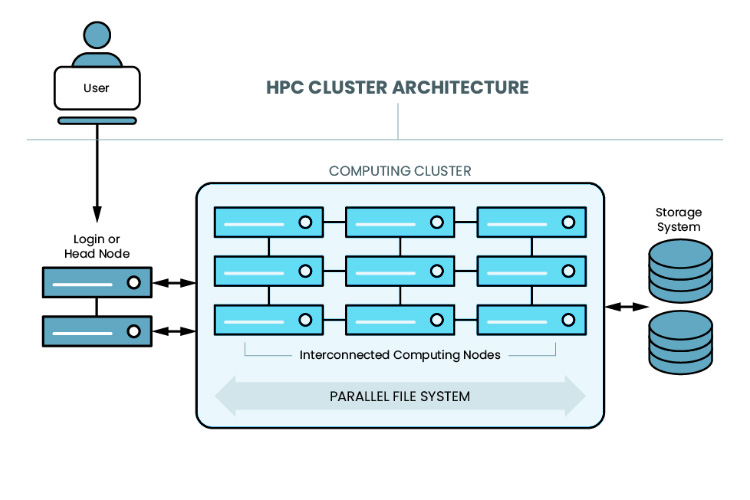 User
HPC CLUSTER ARCHITECTURE
COMPUTING CLUSTER
Login or
Head Node
Storage
System
Interconnected Computing Nodes
PARALLEL FILE SYSTEM